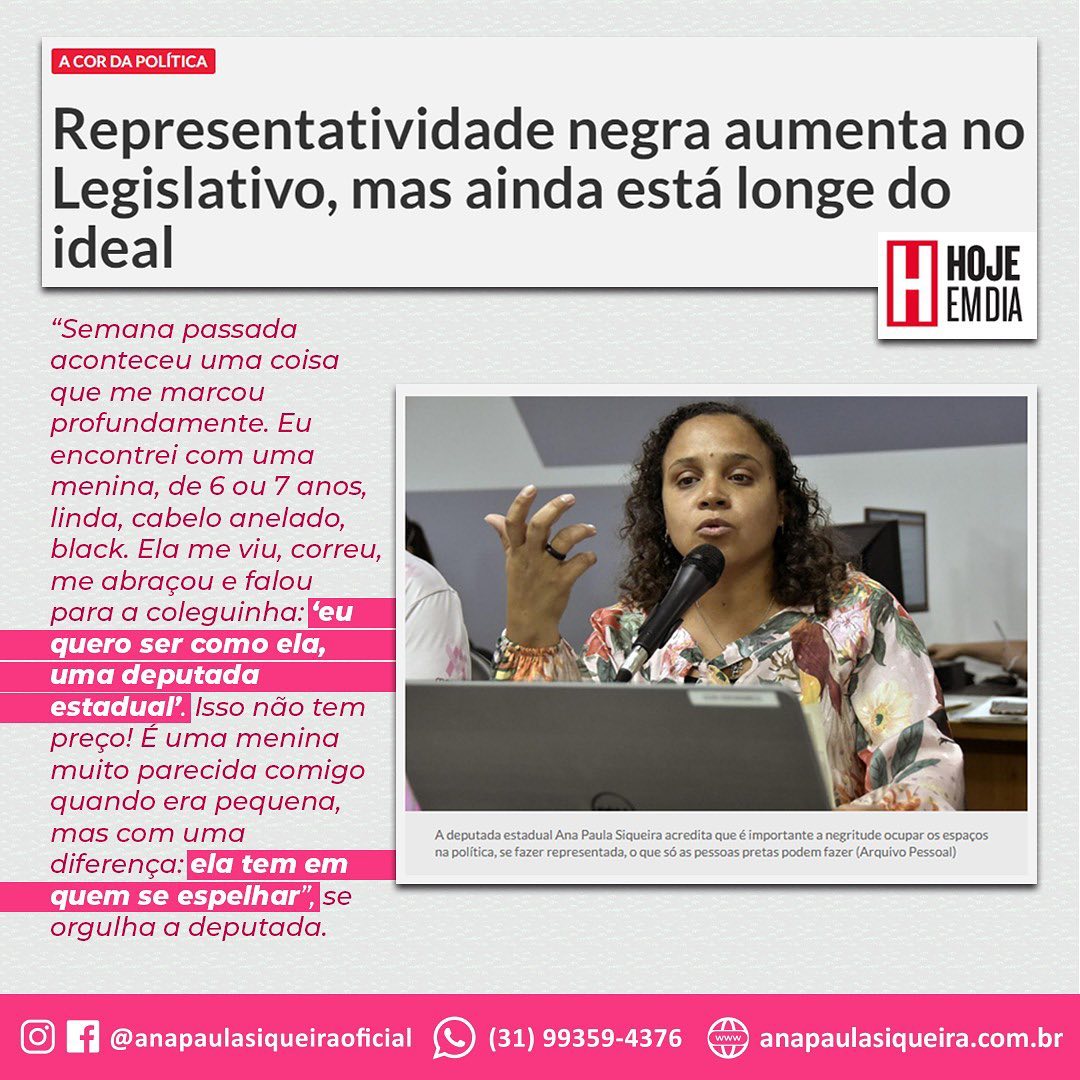 A COR DA POLÍTICA
Representatividade negra aumenta no
Legislativo, mas ainda está longe do
ideal
HOJE
EM DIA
“Semana passada
aconteceu uma coisa
que me marcou
profundamente. Eu
encontrei com uma
menina, de 6 ou 7 anos,
linda, cabelo anelado,
black. Ela me viu, correu,
me abraçou e falou
para a coleguinha: ‘eu
quero ser como ela,
uma deputada
estadual’. Isso não tem
preço! É uma menina
muito parecida comigo
quando era pequena,
mas com uma
diferença: ela tem em
quem se espelhar”, se
orgulha a deputada.
DELL
A deputada estadual Ana Paula Siqueira acredita que é importante a negritude ocupar os espaços
na política, se fazer representada, o que só as pessoas pretas podem fazer (Arquivo Pessoal)
@anapaulasiqueiraoficial
(31) 99359-4376
www
anapaulasiqueira.com.br